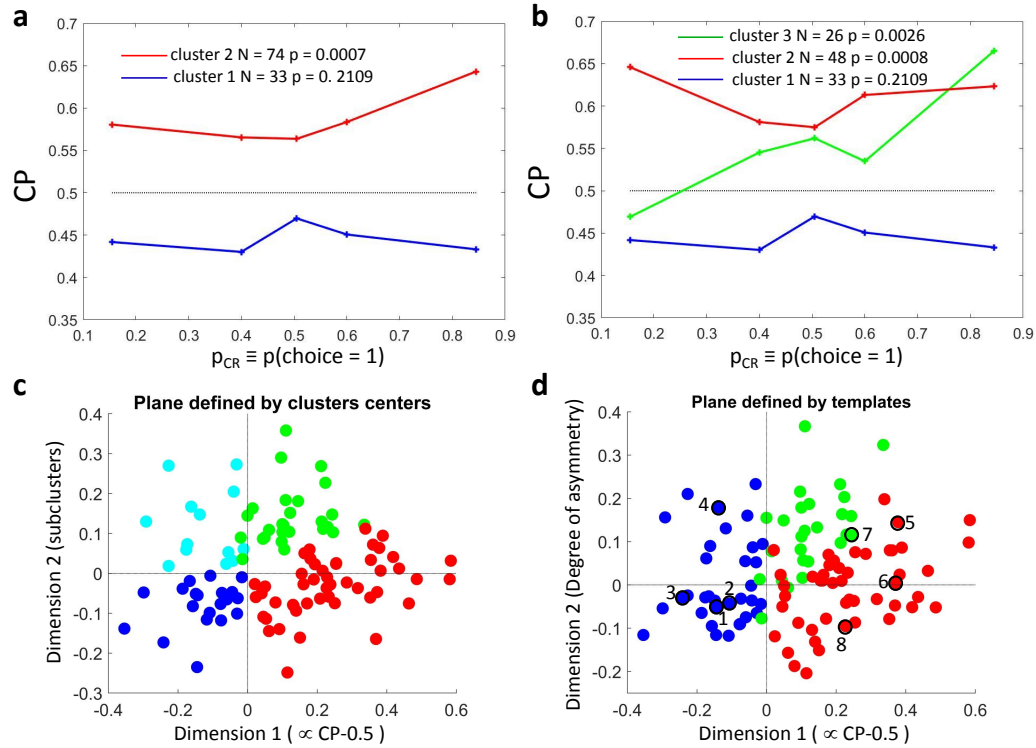 a
0.7
0.65
0.6
0.55
0.5
0.45
0.4
0.35
CP
cluster 2 N = 74 p = 0.0007
cluster 1 N = 33 p = 0. 2109
0.1 0.2 0.3 0.4 0.5 0.6 0.7 0.8 0.9
pCR ≡ p(choice = 1)
b
0.7
0.65
0.6
0.55
0.5
0.45
0.4
0.35
CP
cluster 3 N = 26 p = 0.0026
cluster 2 N = 48 p = 0.0008
cluster 1 N = 33 p = 0.2109
0.1 0.2 0.3 0.4 0.5 0.6 0.7 0.8 0.9
pCR ≡ p(choice = 1)
c
Plane defined by clusters centers
0.4
0.3
0.2
0.1
0
-0.1
-0.2
-0.3
Dimension 2 (subclusters)
-0.4 -0.2 0 0.2 0.4 0.6
Dimension 1 ( ∝ CP-0.5 )
d
Plane defined by templates
0.4
0.3
0.2
0.1
0
-0.1
-0.2
Dimension 2 (Degree of asymmetry)
4
5
7
6
3
2
1
8
-0.4 -0.2 0 0.2 0.4 0.6
Dimension 1 ( ∝ CP-0.5 )